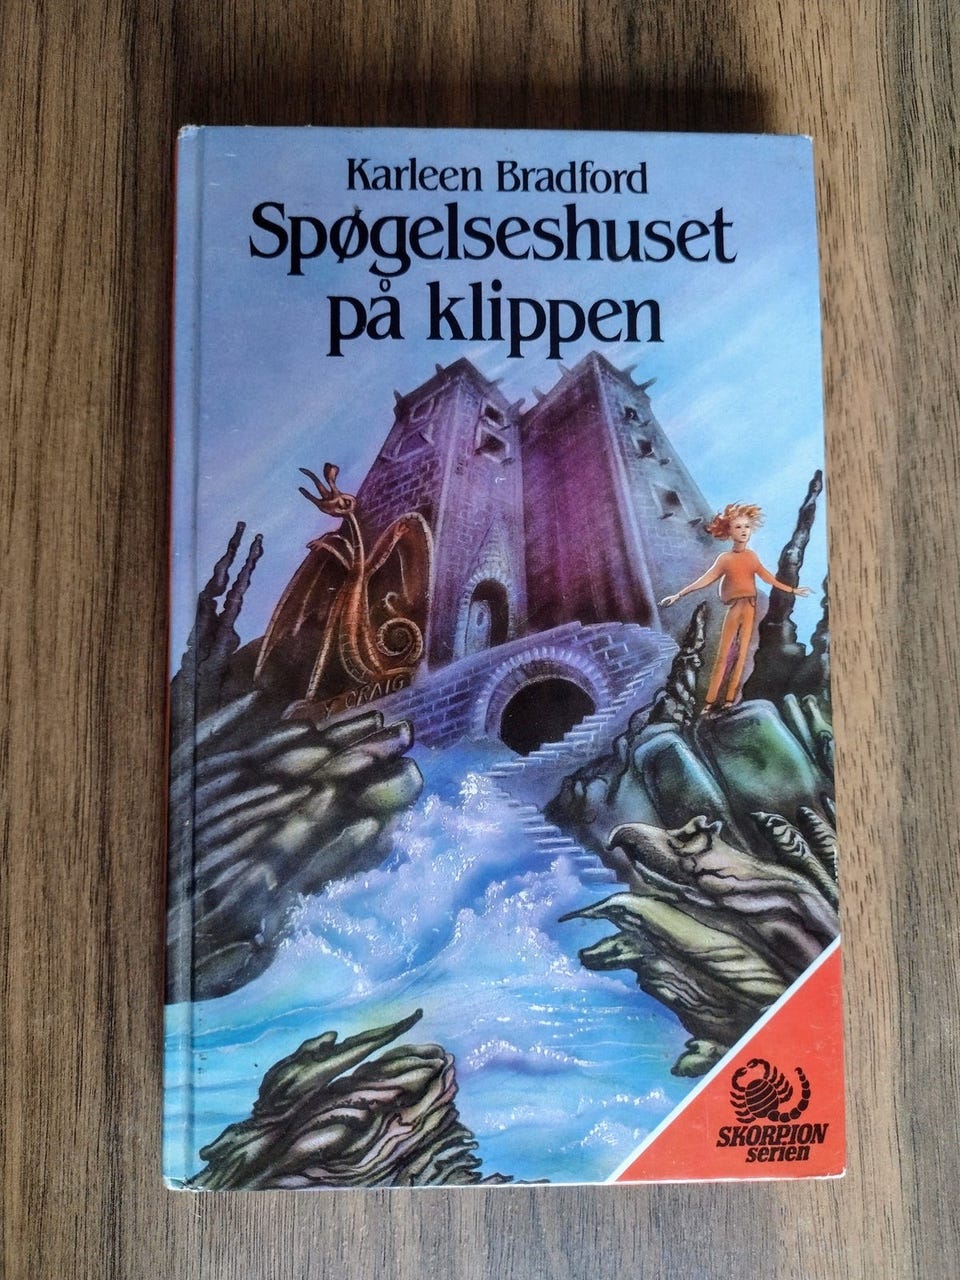 Karleen Bradford
Spøgelseshuset
på klippen
Y CRAIG
SKORPION
serien